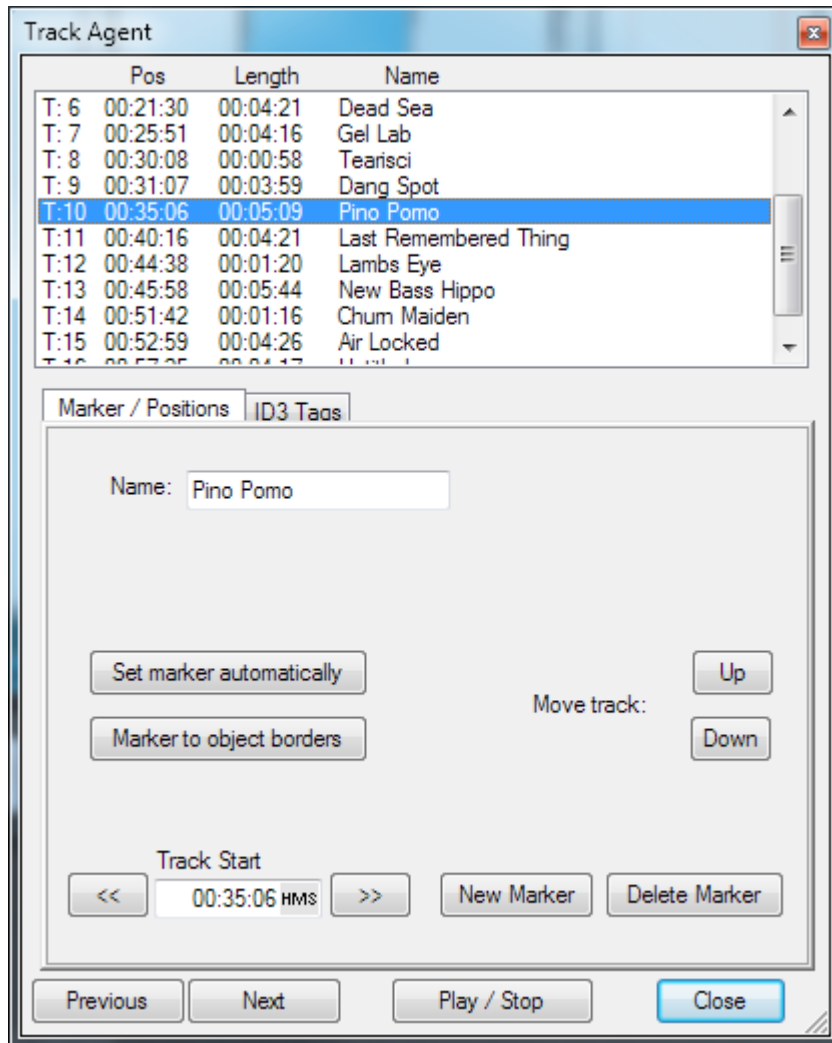 Track Agent
Pos Length Name
T: 6 00:21:30 00:04:21 Dead Sea
T: 7 00:25:51 00:04:16 Gel Lab
T: 8 00:30:08 00:00:58 Tearisci
T: 9 00:31:07 00:03:59 Dang Spot
T:10 00:35:06 00:05:09 Pino Pomo
T:11 00:40:16 00:04:21 Last Remembered Thing
T:12 00:44:38 00:01:20 Lambs Eye
T:13 00:45:58 00:05:44 New Bass Hippo
T:14 00:51:42 00:01:16 Chum Maiden
T:15 00:52:59 00:04:26 Air Locked
Marker / Positions ID3 Tags
Name: Pino Pomo
Set marker automatically Up
Move track:
Marker to object borders Down
Track Start
<< 00:35:06 HMS >> New Marker Delete Marker
Previous Next Play / Stop Close